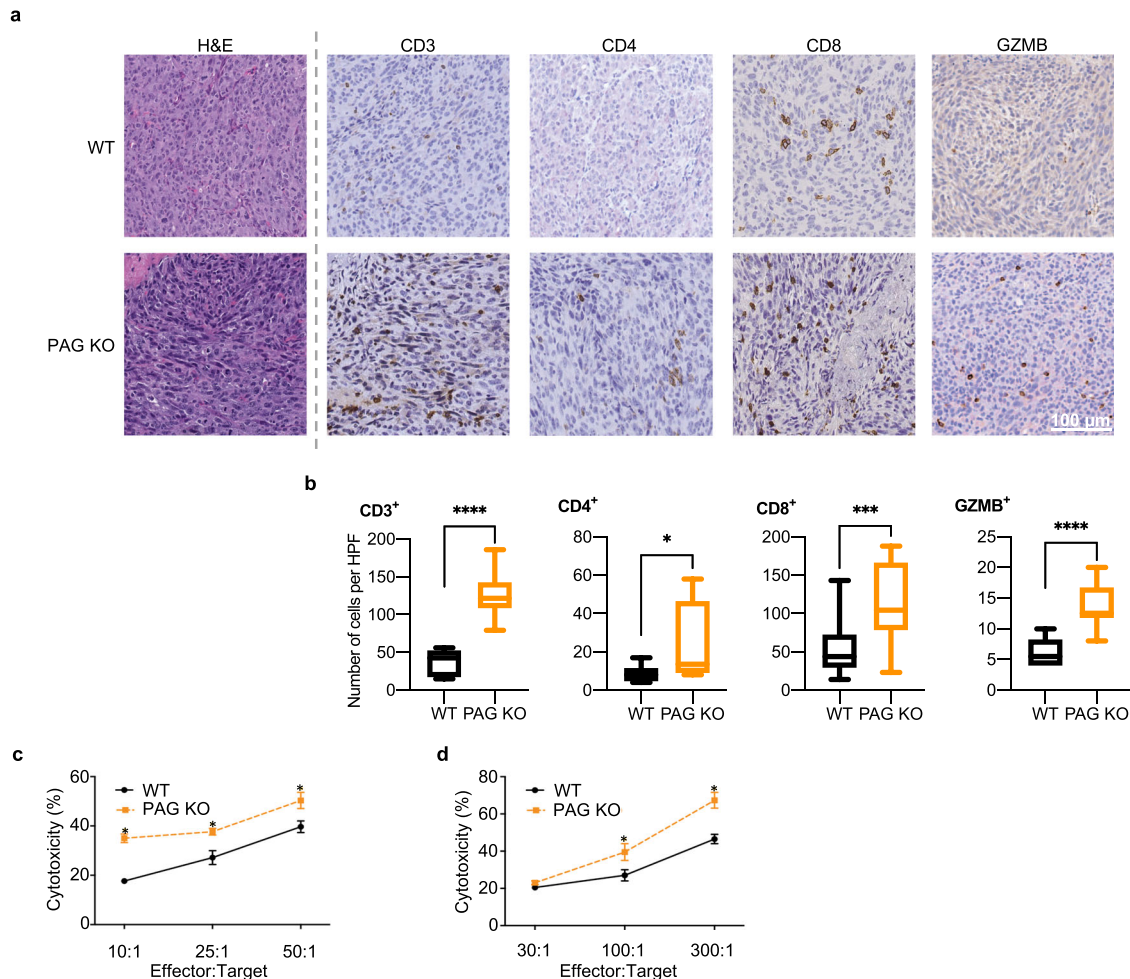 a
H&E CD3 CD4 CD8 GZMB
WT
PAG KO
100 µm
b
CD3+ CD4+ CD8+ GZMB+
**** * *** ****
Number of cells per HPF
200 150 100 50 0
80 60 40 20 0
200 150 100 50 0
25 20 15 10 5 0
WT PAG KO WT PAG KO WT PAG KO WT PAG KO
c
Cytotoxicity (%)
60 40 20 0
WT
PAG KO
* * *
10:1 25:1 50:1
Effector:Target
d
Cytotoxicity (%)
80 60 40 20 0
WT
PAG KO
* *
30:1 100:1 300:1
Effector:Target